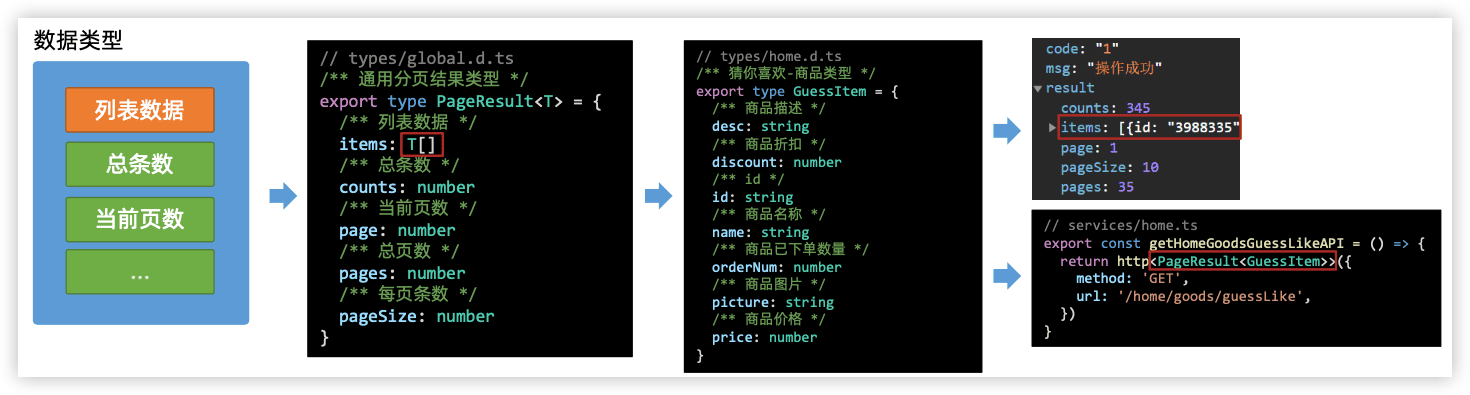 数据类型
列表数据
总条数
当前页数
...
// types/global.d.ts
/** 通用分页结果类型 */
export type PageResult<T> = {
/** 列表数据 */
items: T[]
/** 总条数 */
counts: number
/** 当前页数 */
page: number
/** 总页数 */
pages: number
/** 每页条数 */
pageSize: number
}
// types/home.d.ts
/** 猜你喜欢-商品类型 */
export type GuessItem = {
/** 商品描述 */
desc: string
/** 商品折扣 */
discount: number
/** id */
id: string
/** 商品名称 */
name: string
/** 商品已下单数量 */
orderNum: number
/** 商品图片 */
picture: string
/** 商品价格 */
price: number
}
code: "1"
msg: "操作成功"
result
counts: 345
items: [{id: "3988335"
page: 1
pageSize: 10
pages: 35
// services/home.ts
export const getHomeGoodsGuessLikeAPI = () => {
return http<PageResult<GuessItem>>({
method: 'GET',
url: '/home/goods/guessLike',
})
}